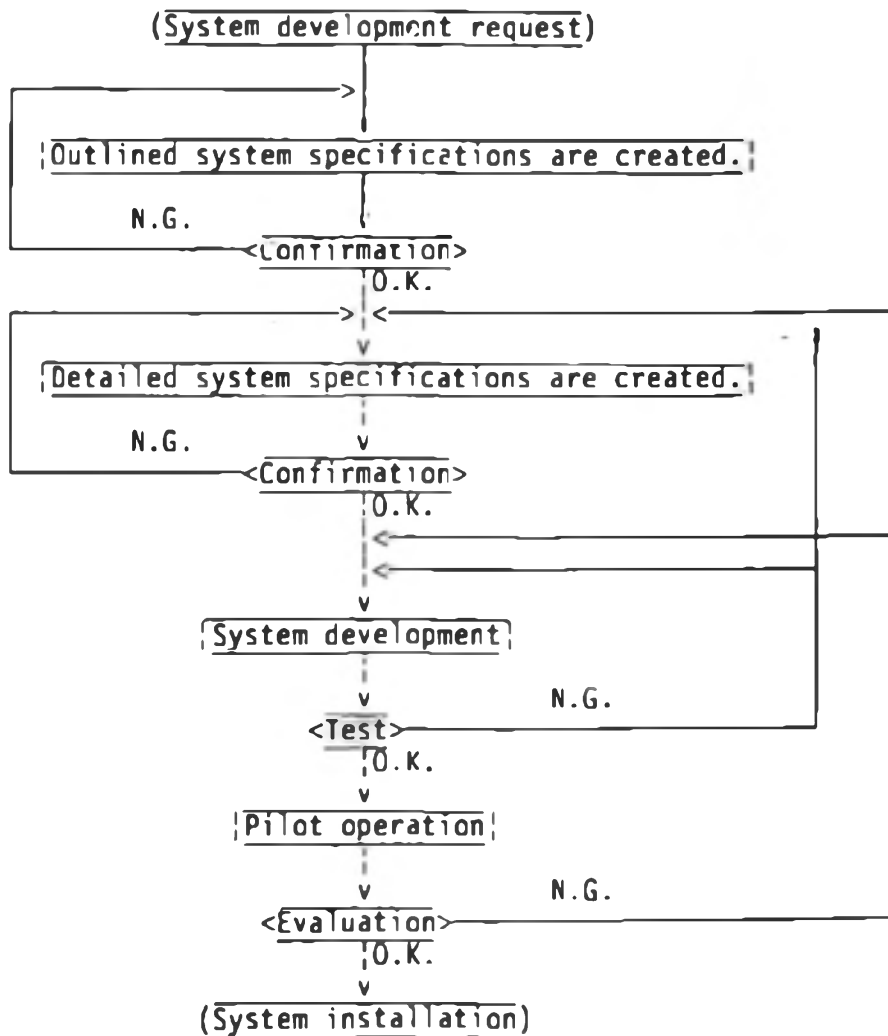 (System development request)
Outlined system specifications are created.
N.G.
<Confirmation>
O.K.
Detailed system specifications are created.
N.G.
<Confirmation>
O.K.
System development
N.G.
<Test>
O.K.
Pilot operation
N.G.
<Evaluation>
O.K.
(System installation)